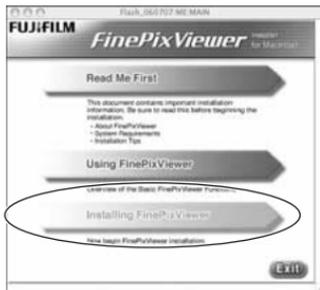 Flash_060707 ME MAIN
FUJIFILM
FinePixViewer Installer
for Macintosh
Read Me First
This document contains important installation
information. Be sure to read this before beginning the
installation.
- About FinePixViewer
- System Requirements
- Installation Tips
Using FinePixViewer
Overview of the Basic FinePixViewer Functions.
Installing FinePixViewer
Now begin FinePixViewer installation.
Exit